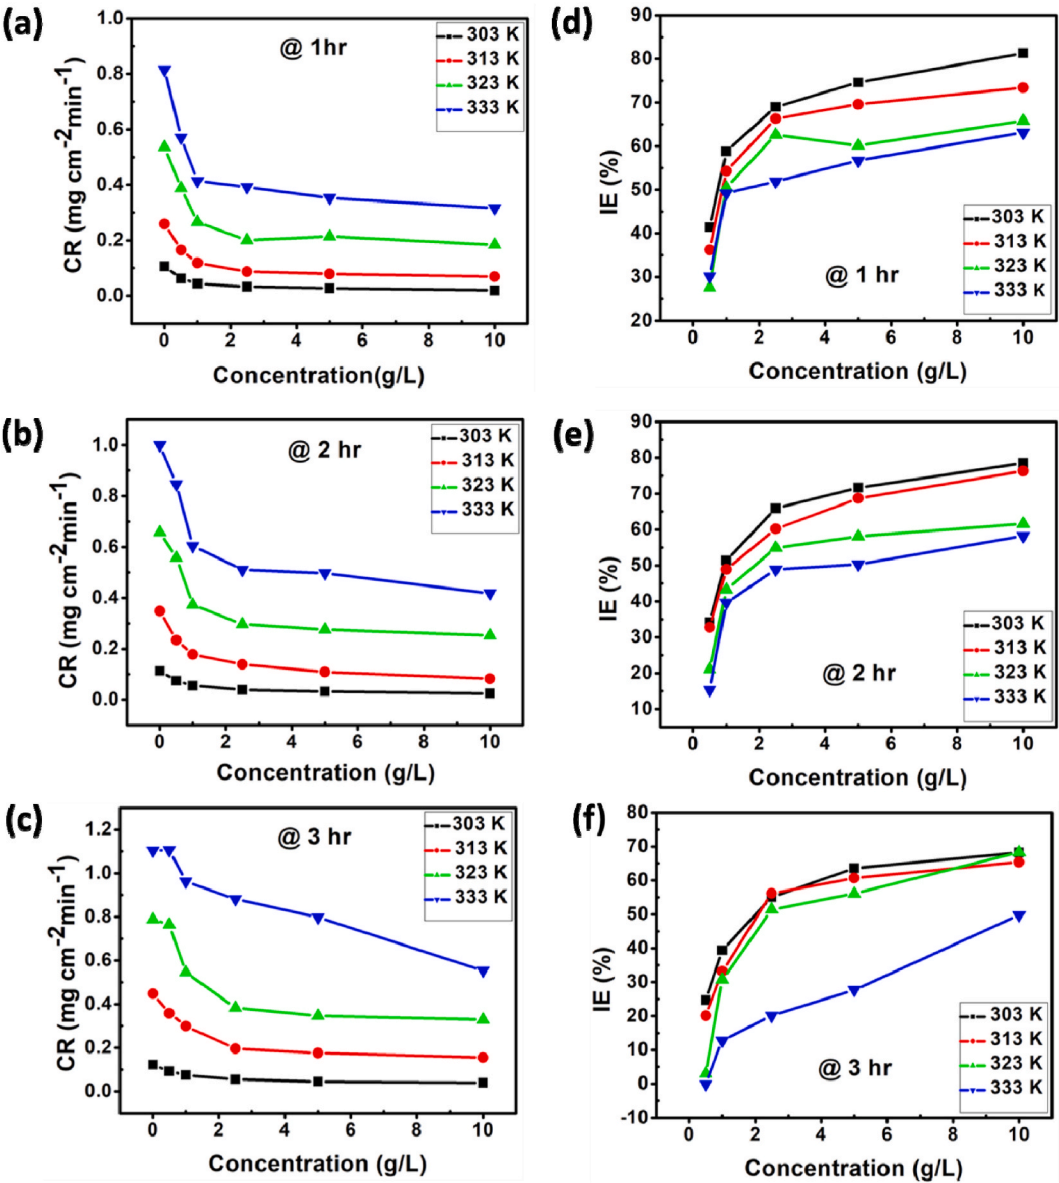 (a)
CR (mg cm-2min-1)
1.0
0.8
0.6
0.4
0.2
0.0
@ 1hr
303 K
313 K
323 K
333 K
0 2 4 6 8 10
Concentration(g/L)
(d)
IE (%)
90
80
70
60
50
40
30
20
@ 1 hr
303 K
313 K
323 K
333 K
0 2 4 6 8 10
Concentration (g/L)
(b)
CR (mg cm-2min-1)
1.0
0.8
0.6
0.4
0.2
0.0
@ 2 hr
303 K
313 K
323 K
333 K
0 2 4 6 8 10
Concentration (g/L)
(e)
IE (%)
90
80
70
60
50
40
30
20
10
@ 2 hr
303 K
313 K
323 K
333 K
0 2 4 6 8 10
Concentration (g/L)
(c)
CR (mg cm-2min-1)
1.2
1.0
0.8
0.6
0.4
0.2
0.0
@ 3 hr
303 K
313 K
323 K
333 K
0 2 4 6 8 10
Concentration (g/L)
(f)
IE (%)
80
70
60
50
40
30
20
10
0
-10
@ 3 hr
303 K
313 K
323 K
333 K
0 2 4 6 8 10
Concentration (g/L)